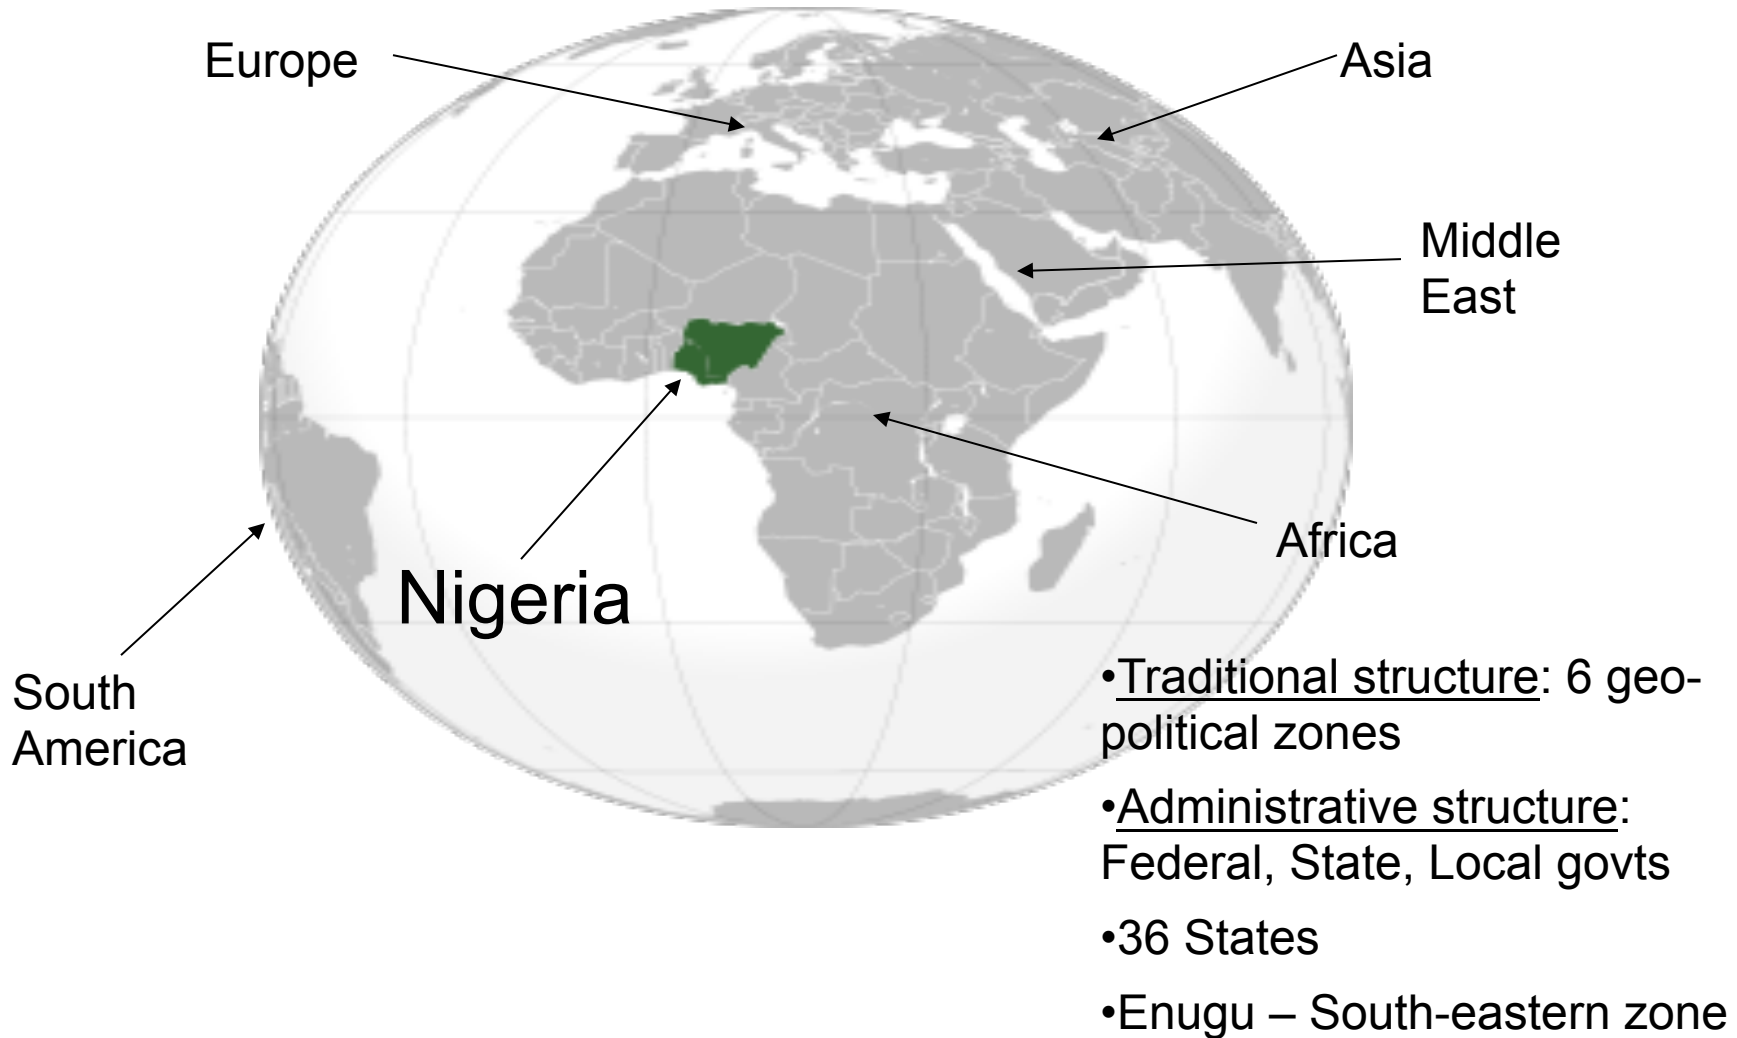 Europe
Asia
Middle
East
Africa
Nigeria
South
America
•Traditional structure: 6 geo-
political zones
•Administrative structure:
Federal, State, Local govts
•36 States
•Enugu – South-eastern zone